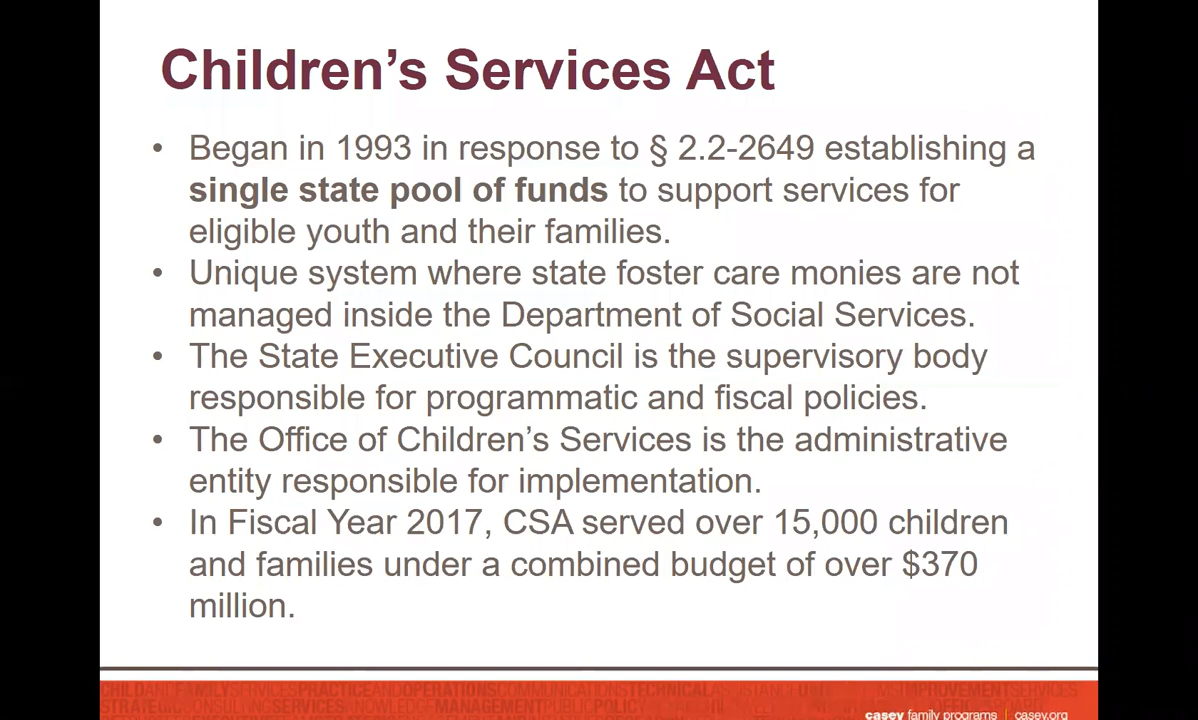 Children’s Services Act
• Began in 1993 in response to § 2.2-2649 establishing a
single state pool of funds to support services for
eligible youth and their families.
• Unique system where state foster care monies are not
managed inside the Department of Social Services.
• The State Executive Council is the supervisory body
responsible for programmatic and fiscal policies.
• The Office of Children’s Services is the administrative
entity responsible for implementation.
• In Fiscal Year 2017, CSA served over 15,000 children
and families under a combined budget of over $370
million.
CHILDANDFAMILYSERVICESPRACTICEANDOPERATIONSCOMMUNICATIONSTECHNICALASSISTANCE IMPROVEMENTSERVICES
STRATEGICCONSULTINGSERVICESKNOWLEDGEMANAGEMENTPUBLICPOLICY
casey family programs | casey.org